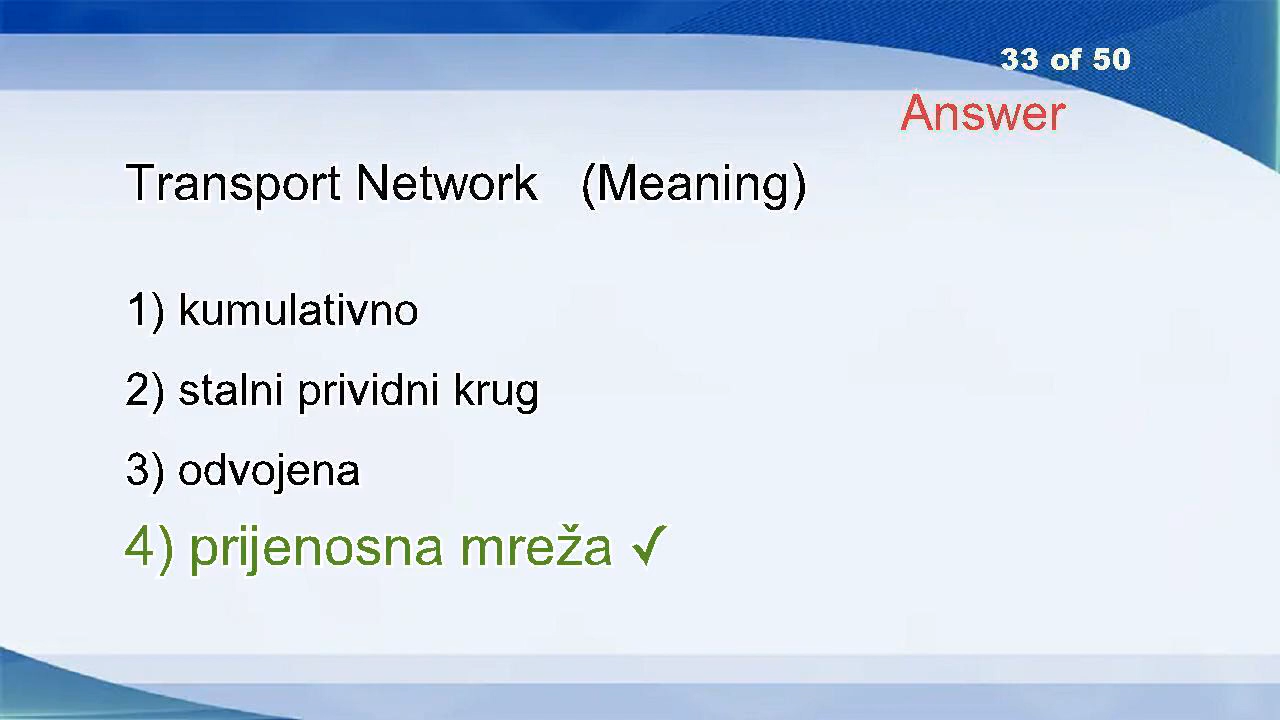 33 of 50
Answer
Transport Network (Meaning)
1) kumulativno
2) stalni prividni krug
3) odvojena
4) prijenosna mreža ✓